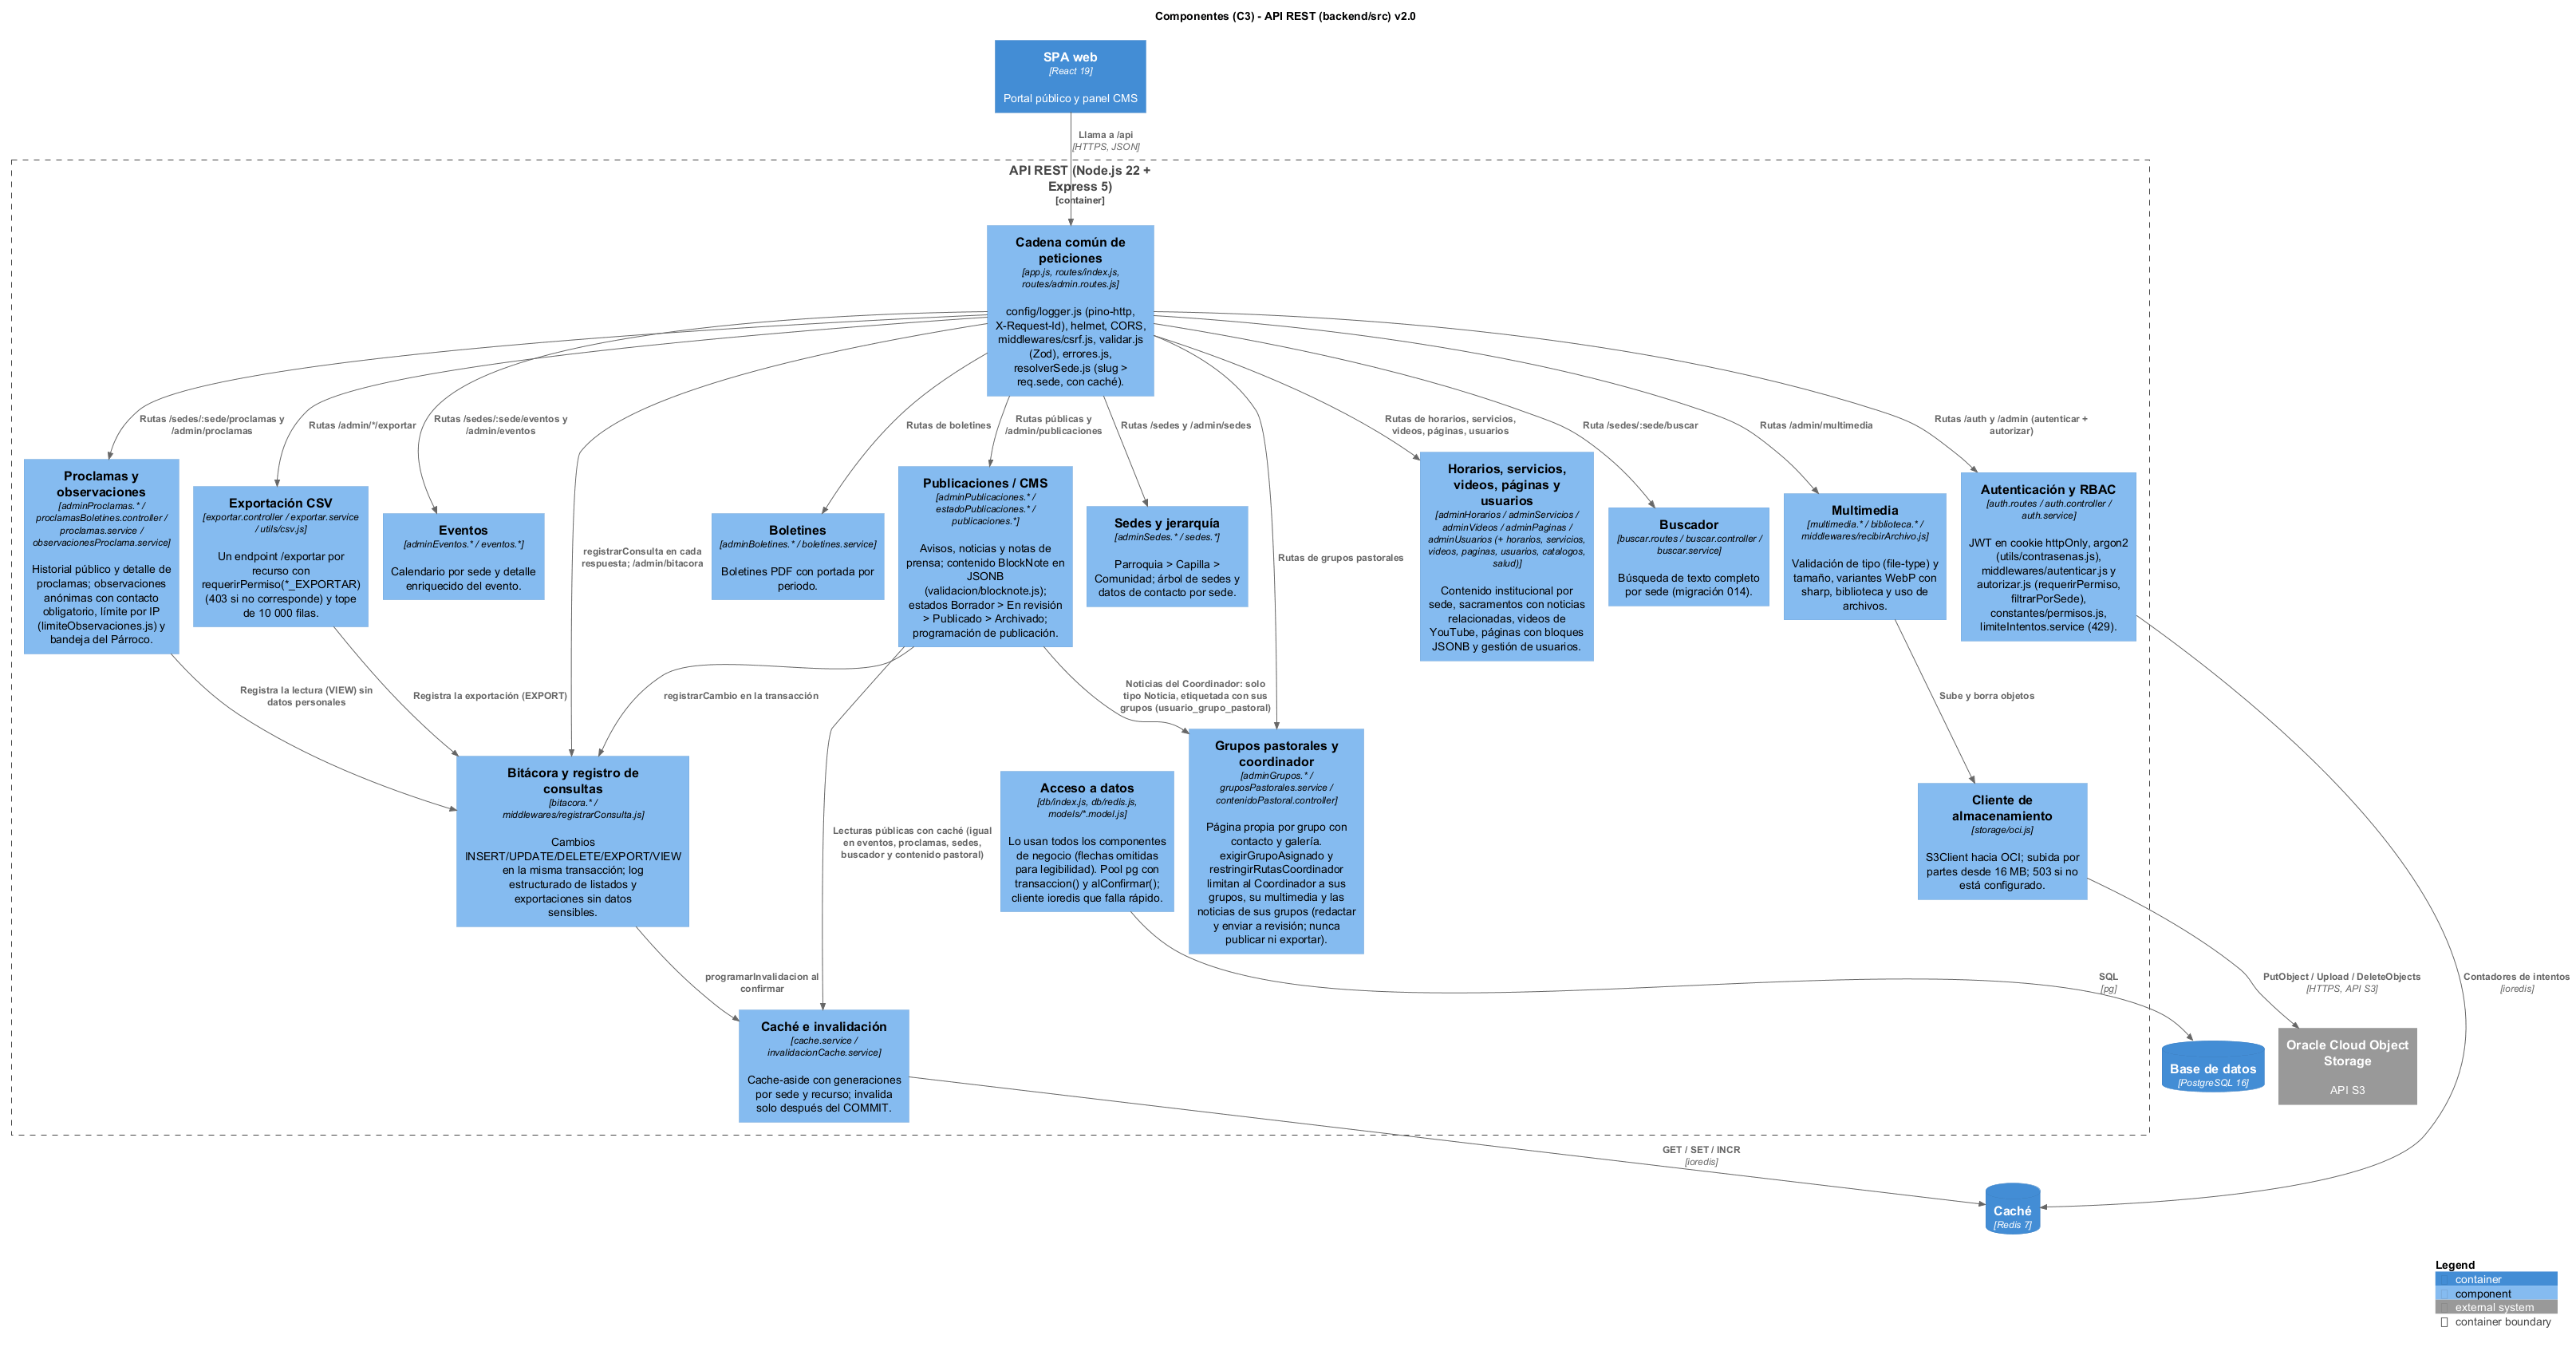 Componentes (C3) - API REST (backend/src) v2.0
SPA web
[React 19]
Portal público y panel CMS
Llama a /api
[HTTPS, JSON]
API REST (Node.js 22 +
Express 5)
[container]
Cadena común de
peticiones
[app.js, routes/index.js,
routes/admin.routes.js]
config/logger.js (pino-http,
X-Request-Id), helmet, CORS,
middlewares/csrf.js, validar.js
(Zod), errores.js,
resolverSede.js (slug >
req.sede, con caché).
Rutas /sedes/:sede/proclamas y
/admin/proclamas
Rutas /admin/*/exportar
Rutas /sedes/:sede/eventos y
/admin/eventos
registrarConsulta en cada
respuesta; /admin/bitacora
Rutas de boletines
Rutas públicas y
/admin/publicaciones
Rutas /sedes y /admin/sedes
Rutas de grupos pastorales
Rutas de horarios, servicios,
videos, páginas, usuarios
Ruta /sedes/:sede/buscar
Rutas /admin/multimedia
Rutas /auth y /admin (autenticar +
autorizar)
Proclamas y
observaciones
[adminProclamas.* /
proclamasBoletines.controller /
proclamas.service /
observacionesProclama.service]
Historial público y detalle de
proclamas; observaciones
anónimas con contacto
obligatorio, límite por IP
(limiteObservaciones.js) y
bandeja del Párroco.
Exportación CSV
[exportar.controller / exportar.service
/ utils/csv.js]
Un endpoint /exportar por
recurso con
requerirPermiso(*_EXPORTAR)
(403 si no corresponde) y tope
de 10 000 filas.
Eventos
[adminEventos.* / eventos.*]
Calendario por sede y detalle
enriquecido del evento.
Boletines
[adminBoletines.* / boletines.service]
Boletines PDF con portada por
periodo.
Publicaciones / CMS
[adminPublicaciones.* /
estadoPublicaciones.* /
publicaciones.*]
Avisos, noticias y notas de
prensa; contenido BlockNote en
JSONB
(validacion/blocknote.js);
estados Borrador > En revisión
> Publicado > Archivado;
programación de publicación.
Sedes y jerarquía
[adminSedes.* / sedes.*]
Parroquia > Capilla >
Comunidad; árbol de sedes y
datos de contacto por sede.
Horarios, servicios,
videos, páginas y
usuarios
[adminHorarios / adminServicios /
adminVideos / adminPaginas /
adminUsuarios (+ horarios, servicios,
videos, paginas, usuarios, catalogos,
salud)]
Contenido institucional por
sede, sacramentos con noticias
relacionadas, videos de
YouTube, páginas con bloques
JSONB y gestión de usuarios.
Buscador
[buscar.routes / buscar.controller /
buscar.service]
Búsqueda de texto completo
por sede (migración 014).
Multimedia
[multimedia.* / biblioteca.* /
middlewares/recibirArchivo.js]
Validación de tipo (file-type) y
tamaño, variantes WebP con
sharp, biblioteca y uso de
archivos.
Autenticación y RBAC
[auth.routes / auth.controller /
auth.service]
JWT en cookie httpOnly, argon2
(utils/contrasenas.js),
middlewares/autenticar.js y
autorizar.js (requerirPermiso,
filtrarPorSede),
constantes/permisos.js,
limiteIntentos.service (429).
Registra la lectura (VIEW) sin
datos personales
Registra la exportación (EXPORT)
registrarCambio en la transacción
Noticias del Coordinador: solo
tipo Noticia, etiquetada con sus
grupos (usuario_grupo_pastoral)
Sube y borra objetos
Bitácora y registro de
consultas
[bitacora.* /
middlewares/registrarConsulta.js]
Cambios
INSERT/UPDATE/DELETE/EXPORT/VIEW
en la misma transacción; log
estructurado de listados y
exportaciones sin datos
sensibles.
Lecturas públicas con caché (igual
en eventos, proclamas, sedes,
buscador y contenido pastoral)
Acceso a datos
[db/index.js, db/redis.js,
models/*.model.js]
Lo usan todos los componentes
de negocio (flechas omitidas
para legibilidad). Pool pg con
transaccion() y alConfirmar();
cliente ioredis que falla rápido.
Grupos pastorales y
coordinador
[adminGrupos.* /
gruposPastorales.service /
contenidoPastoral.controller]
Página propia por grupo con
contacto y galería.
exigirGrupoAsignado y
restringirRutasCoordinador
limitan al Coordinador a sus
grupos, su multimedia y las
noticias de sus grupos (redactar
y enviar a revisión; nunca
publicar ni exportar).
Cliente de
almacenamiento
[storage/oci.js]
S3Client hacia OCI; subida por
partes desde 16 MB; 503 si no
está configurado.
programarInvalidacion al
confirmar
SQL
[pg]
PutObject / Upload / DeleteObjects
[HTTPS, API S3]
Contadores de intentos
[ioredis]
Caché e invalidación
[cache.service /
invalidacionCache.service]
Cache-aside con generaciones
por sede y recurso; invalida
solo después del COMMIT.
Base de datos
[PostgreSQL 16]
Oracle Cloud Object
Storage
API S3
GET / SET / INCR
[ioredis]
Caché
[Redis 7]
Legend
container
component
external system
container boundary